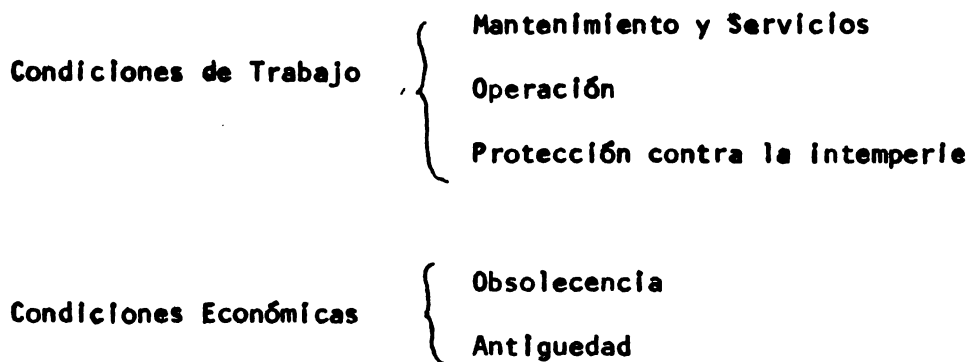 Mantenimiento y Servicios
Condiciones de Trabajo
Operación
Protección contra la intemperie
Obsolecencia
Condiciones Económicas
Antiguedad